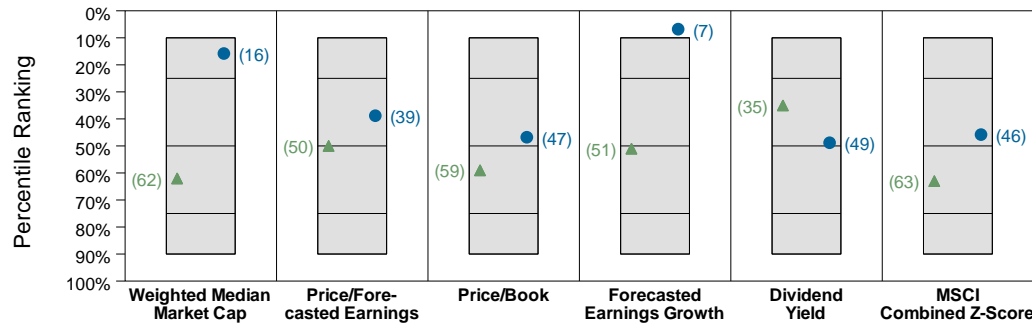 Percentile Ranking
0%
10%
20%
30%
40%
50%
60%
70%
80%
90%
100%
(62)
(16)
(50)
(39)
(59)
(47)
(51)
(7)
(35)
(49)
(63)
(46)
Weighted Median
Market Cap
Price/Fore-
casted Earnings
Price/Book
Forecasted
Earnings Growth
Dividend
Yield
MSCI
Combined Z-Score